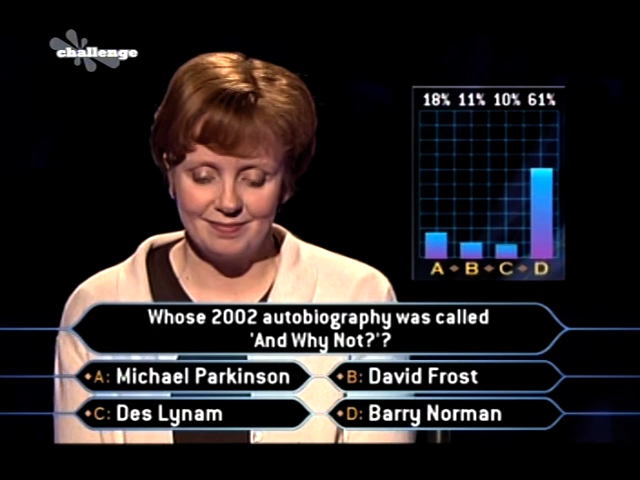 challenge
18% 11% 10% 61%
A B C D
Whose 2002 autobiography was called
'And Why Not?'?
A: Michael Parkinson
B: David Frost
C: Des Lynam
D: Barry Norman